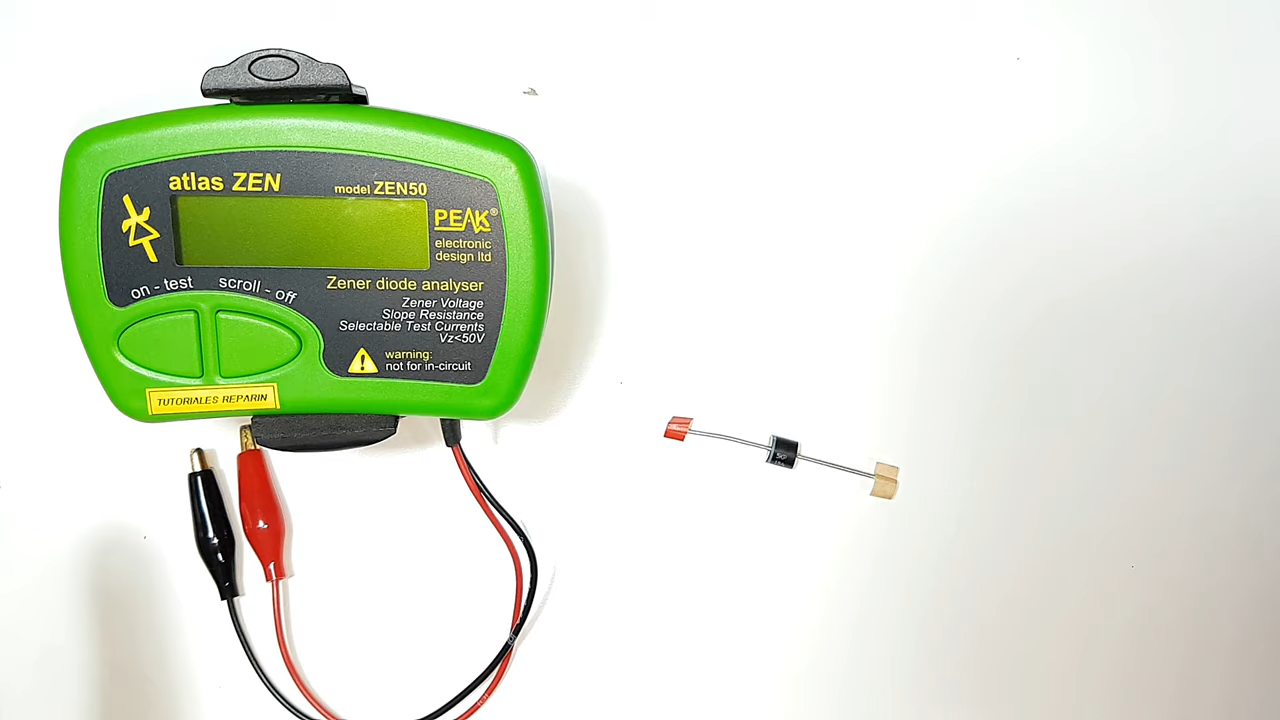 atlas ZEN
model ZEN50
PEAK®
electronic
design ltd
on - test
scroll - off
Zener diode analyser
Zener Voltage
Slope Resistance
Selectable Test Currents
Vz<50V
warning:
not for in-circuit
TUTORIALES REPARIN
5KP